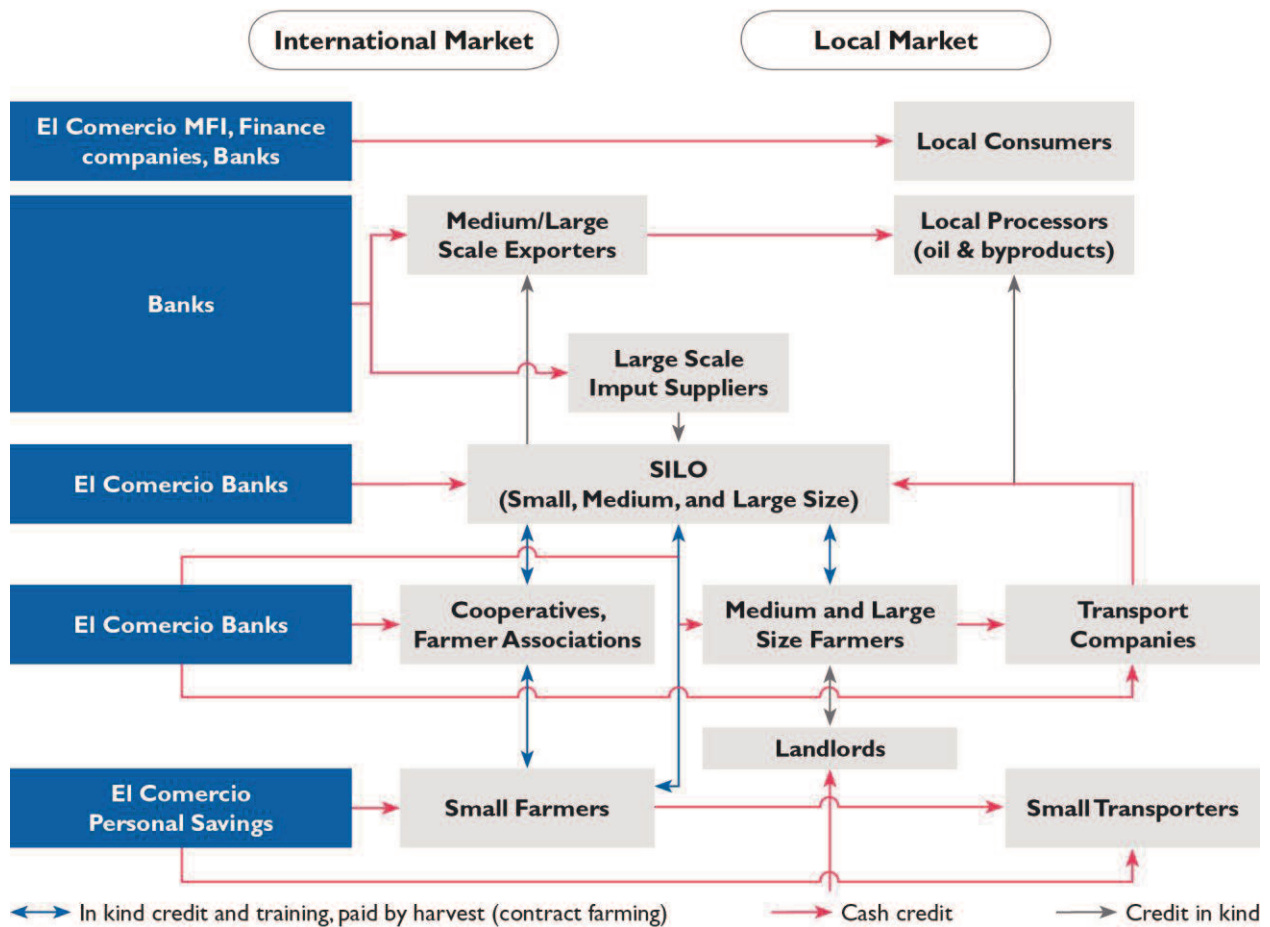 International Market
Local Market
El Comercio MFI, Finance
companies, Banks
Local Consumers
Banks
Medium/Large
Scale Exporters
Local Processors
(oil & byproducts)
Large Scale
Imput Suppliers
El Comercio Banks
SILO
(Small, Medium, and Large Size)
El Comercio Banks
Cooperatives,
Farmer Associations
Medium and Large
Size Farmers
Transport
Companies
Landlords
El Comercio
Personal Savings
Small Farmers
Small Transporters
In kind credit and training, paid by harvest (contract farming)
Cash credit
Credit in kind